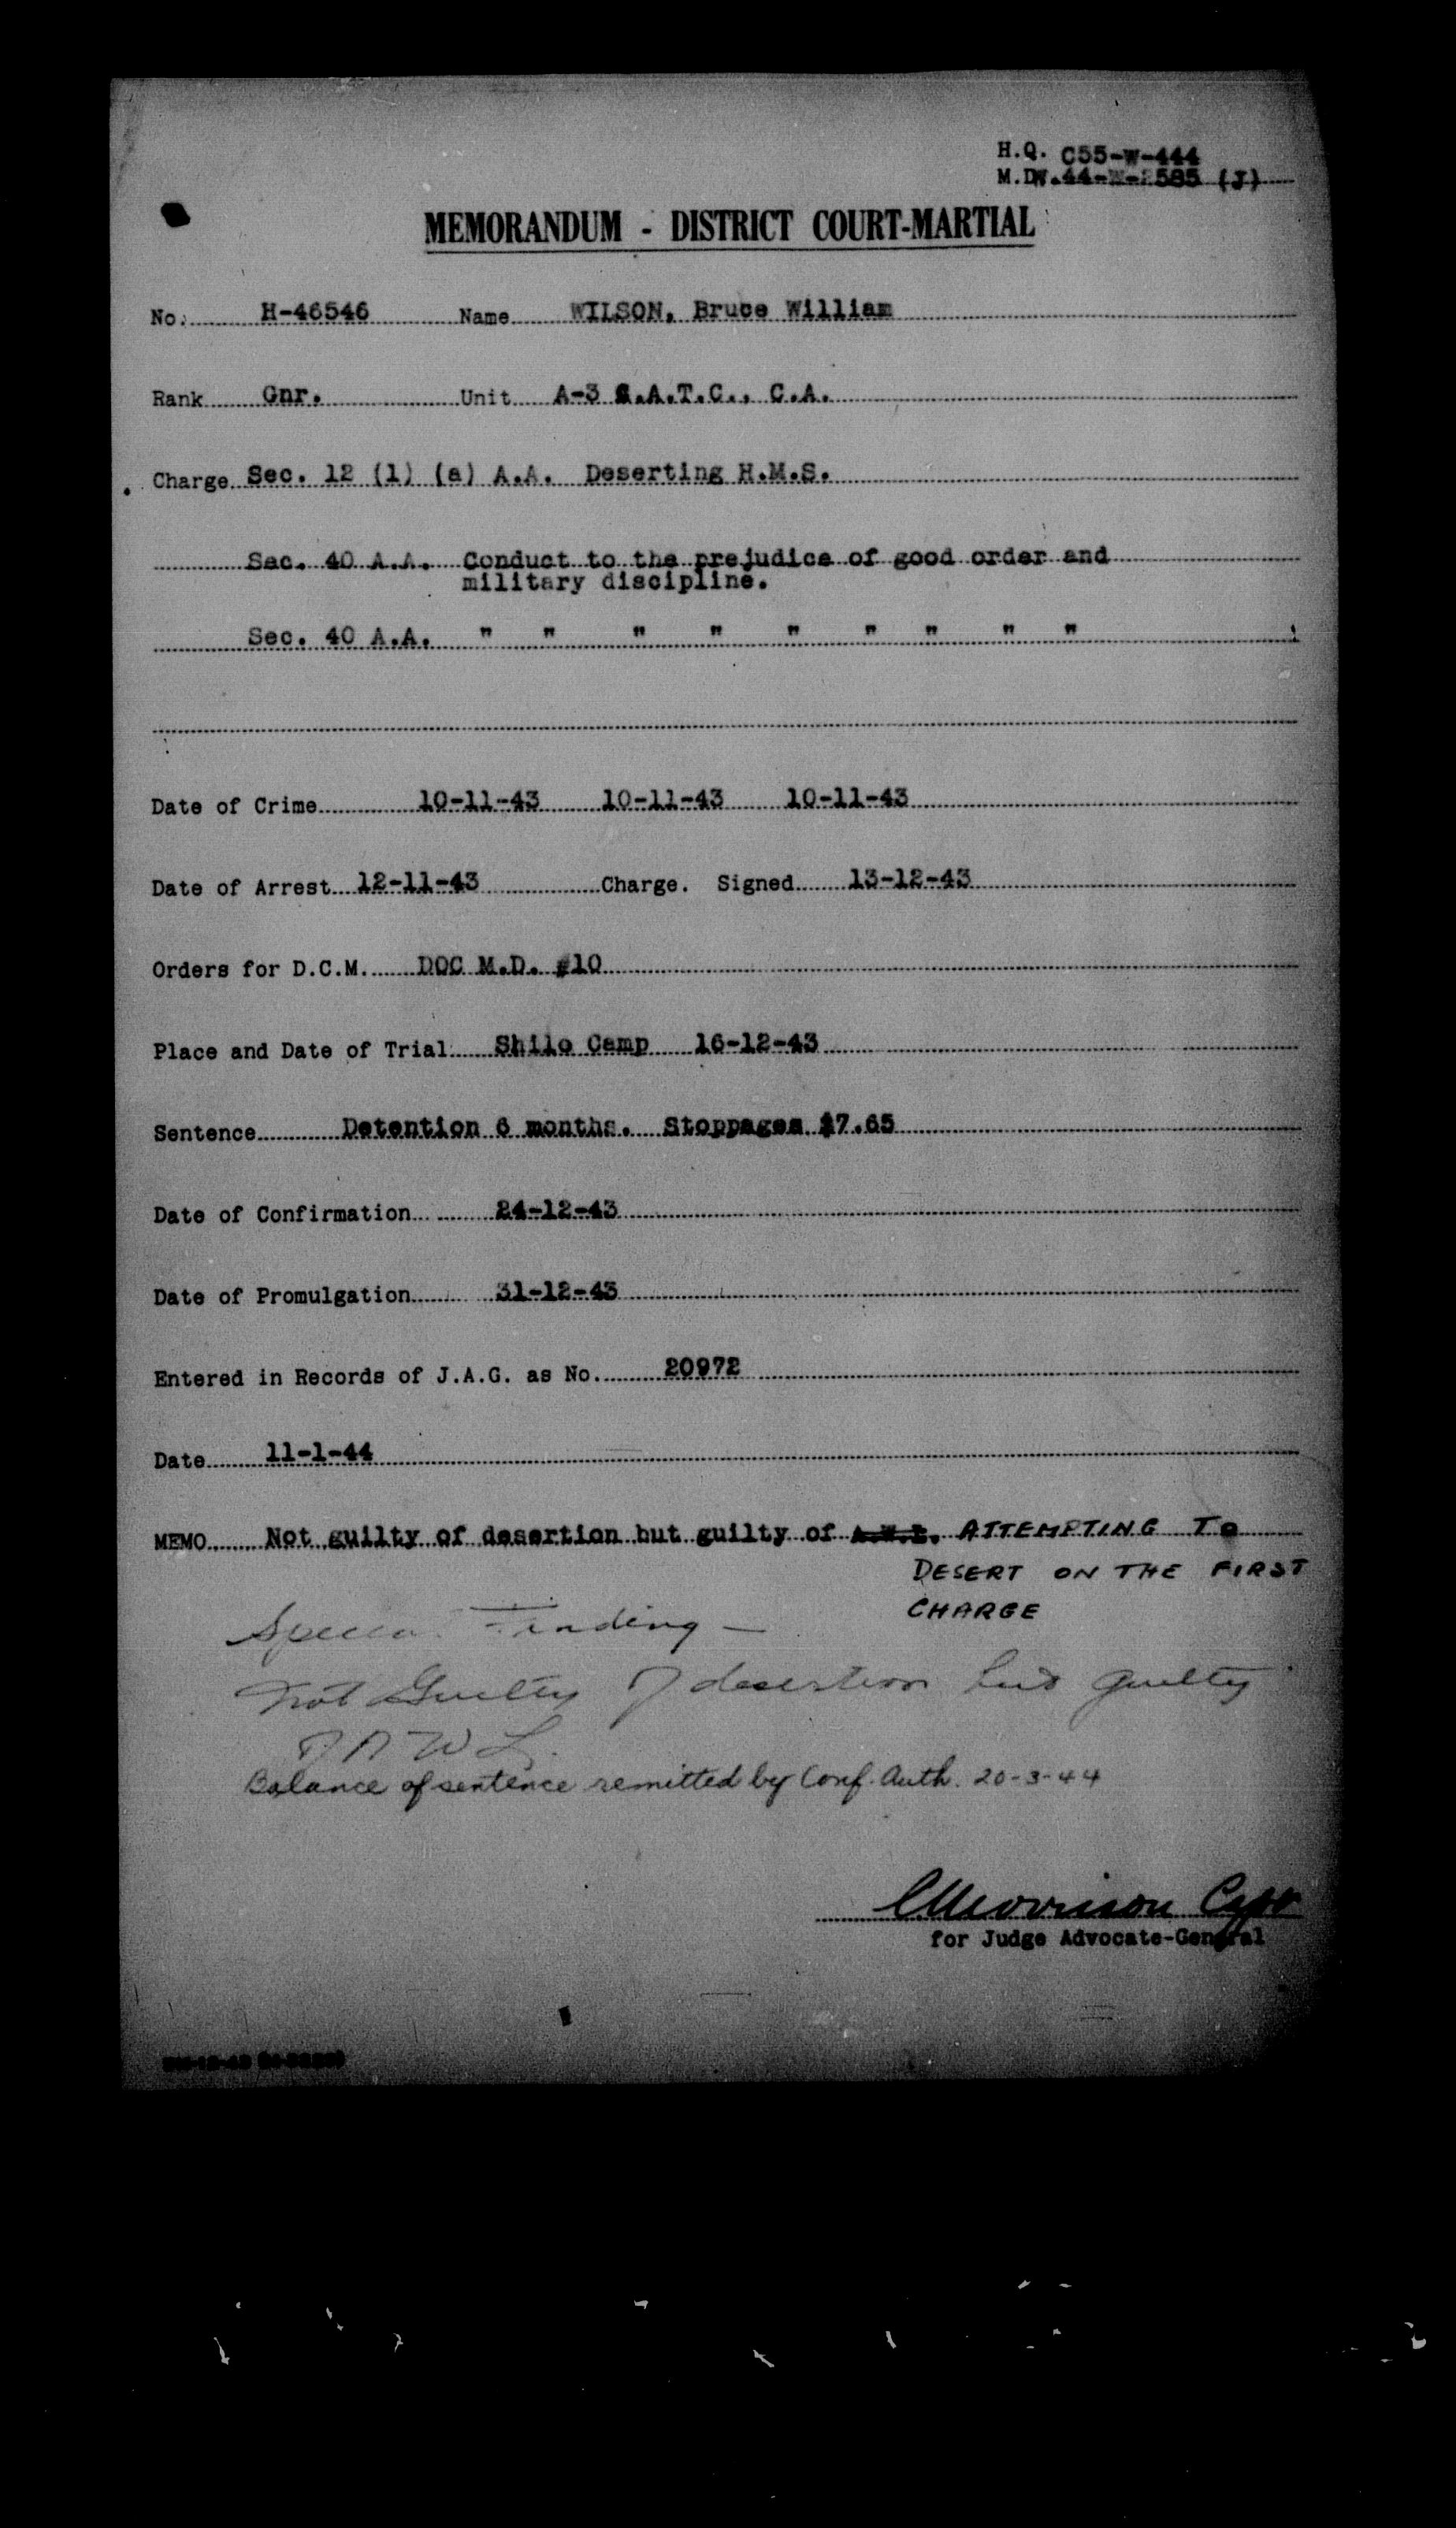 H.Q. C55-W-444
M.D. 44-W-2585 (J)
MEMORANDUM - DISTRICT COURT-MARTIAL
No. H-46546 Name WILSON, Bruce William
Rank Gnr. Unit A-3 C.A.T.C., C.A.
Charge Sec. 12 (1) (a) A.A. Deserting H.M.S.
Sec. 40 A.A. Conduct to the prejudice of good order and
military discipline.
Sec. 40 A.A. " " " " " " " " "
Date of Crime 10-11-43 10-11-43 10-11-43
Date of Arrest 12-11-43 Charge. Signed 13-12-43
Orders for D.C.M. DOC M.D. #10
Place and Date of Trial Shilo Camp 16-12-43
Sentence Detention 6 months. Stoppages $7.65
Date of Confirmation 24-12-43
Date of Promulgation 31-12-43
Entered in Records of J.A.G. as No. 20972
Date 11-1-44
MEMO Not guilty of desertion but guilty of A.W.L. ATTEMPTING TO
DESERT ON THE FIRST
CHARGE
Special Finding —
Not Guilty of desertion but guilty
of A W L.
Balance of sentence remitted by Conf. Auth. 20-3-44
CMorrison Capt
for Judge Advocate-General